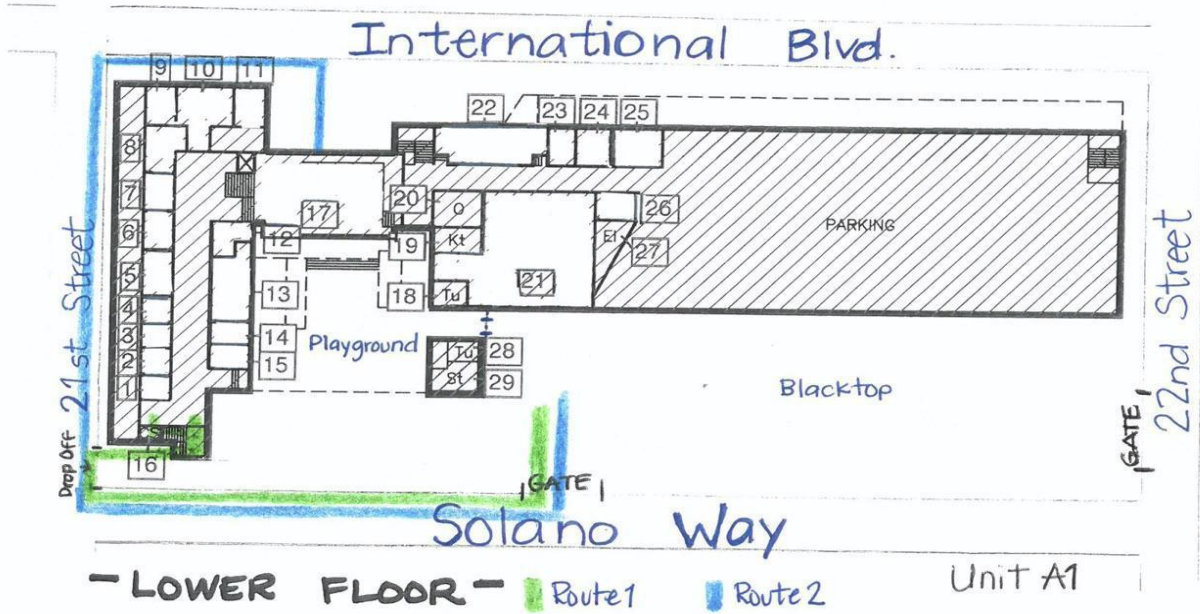 International Blvd.
9 10 11
22 23 24 25
8
7
20 O 26
17 PARKING
6 12 19 Kt El 27
5 13 18 Tu 21
4
3 14 Playground Tu 28
2 15 St 29
1 Blacktop
21st Street
22nd Street
Drop Off
16
GATE
GATE
Solano Way
- LOWER FLOOR - Route 1 Route 2 Unit A1